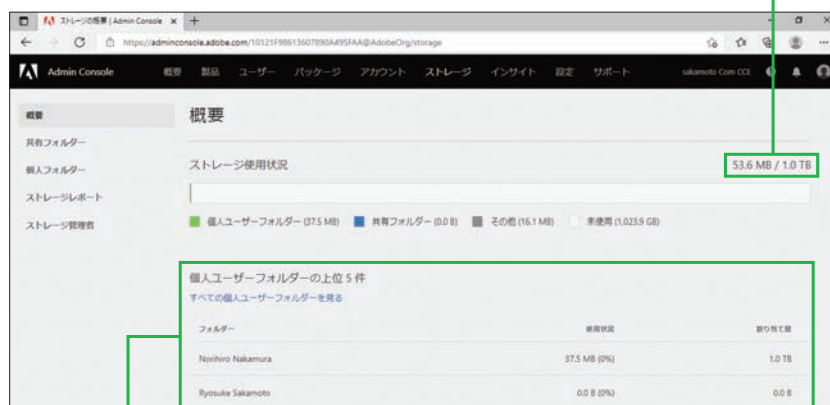 ストレージの概要 | Admin Console
https://adminconsole.adobe.com/10121F98613607890A495FAA@AdobeOrg/storage
Admin Console 概要 製品 ユーザー パッケージ アカウント ストレージ インサイト 設定 サポート sakamoto Com CCE
概要
共有フォルダー
個人フォルダー
ストレージレポート
ストレージ管理者
概要
ストレージ使用状況 53.6 MB / 1.0 TB
個人ユーザーフォルダー (37.5 MB) 共有フォルダー (0.0 B) その他 (16.1 MB) 未使用 (1,023.9 GB)
個人ユーザーフォルダーの上位 5 件
すべての個人ユーザーフォルダーを見る
フォルダー 使用状況 割り当て量
Norihiro Nakamura 37.5 MB (0%) 1.0 TB
Ryosuke Sakamoto 0.0 B (0%) 0.0 B